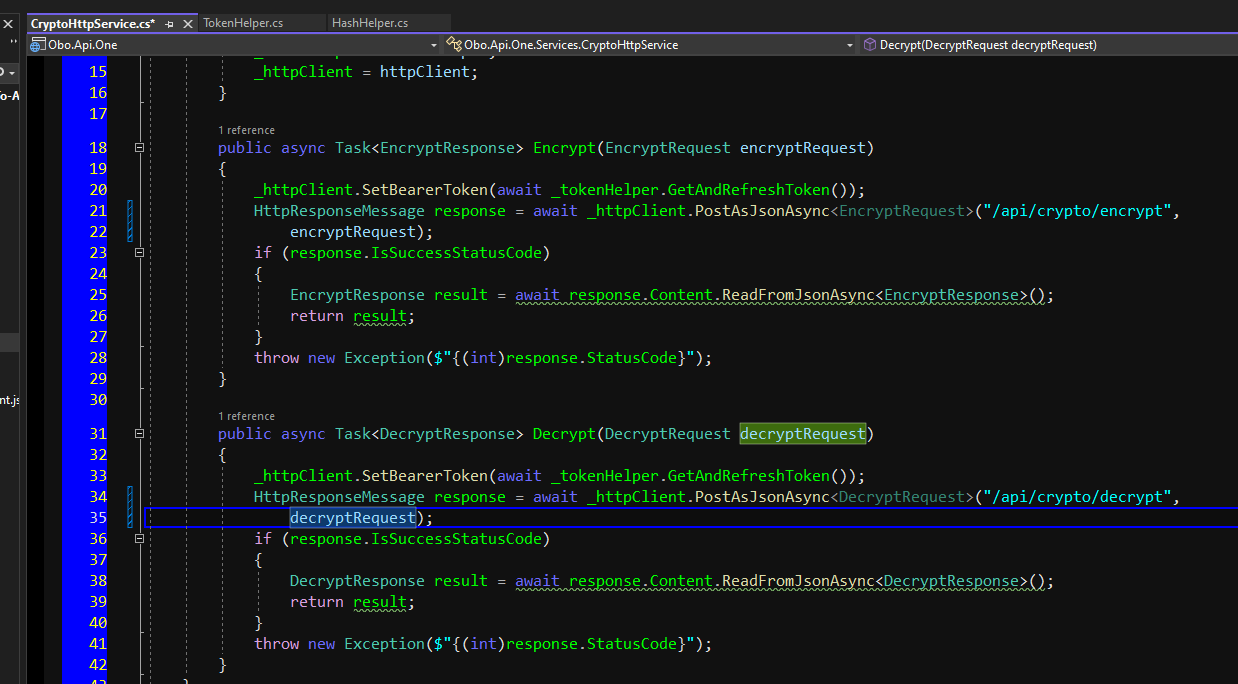 CryptoHttpService.cs*
TokenHelper.cs
HashHelper.cs
Obo.Api.One
Obo.Api.One.Services.CryptoHttpService
Decrypt(DecryptRequest decryptRequest)
o-A
nt.js
15 _httpClient = httpClient;
16 }
17
1 reference
18 public async Task<EncryptResponse> Encrypt(EncryptRequest encryptRequest)
19 {
20 _httpClient.SetBearerToken(await _tokenHelper.GetAndRefreshToken());
21 HttpResponseMessage response = await _httpClient.PostAsJsonAsync<EncryptRequest>("/api/crypto/encrypt",
22 encryptRequest);
23 if (response.IsSuccessStatusCode)
24 {
25 EncryptResponse result = await response.Content.ReadFromJsonAsync<EncryptResponse>();
26 return result;
27 }
28 throw new Exception($"{(int)response.StatusCode}");
29 }
30
1 reference
31 public async Task<DecryptResponse> Decrypt(DecryptRequest decryptRequest)
32 {
33 _httpClient.SetBearerToken(await _tokenHelper.GetAndRefreshToken());
34 HttpResponseMessage response = await _httpClient.PostAsJsonAsync<DecryptRequest>("/api/crypto/decrypt",
35 decryptRequest);
36 if (response.IsSuccessStatusCode)
37 {
38 DecryptResponse result = await response.Content.ReadFromJsonAsync<DecryptResponse>();
39 return result;
40 }
41 throw new Exception($"{(int)response.StatusCode}");
42 }